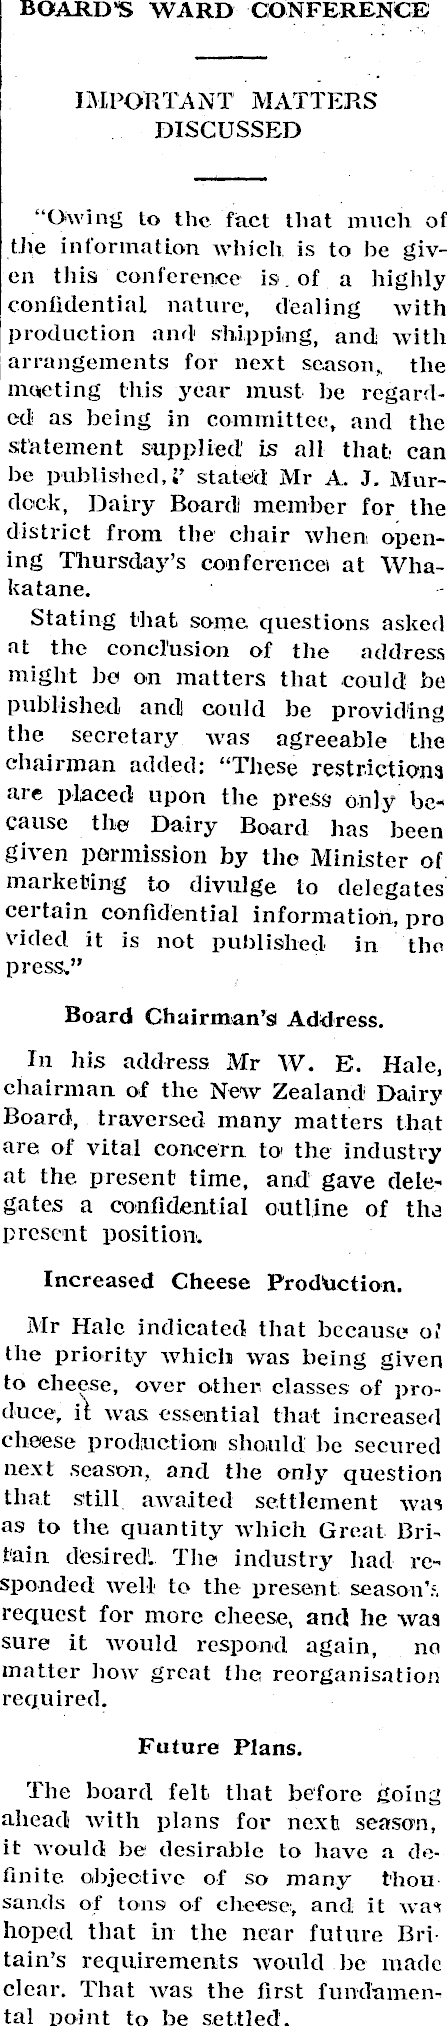 BOARD'S WARD CONFERENCE
IMPORTANT MATTERS
DISCUSSED
"Owing to the fact that much of
the information which is to be giv-
en this conference is of a highly
confidential nature, dealing with
production and shipping, and with
arrangements for next season, the
meeting this year must be regard-
ed as being in committee, and the
statement supplied is all that can
be published," stated Mr A. J. Mur-
dock, Dairy Board member for the
district from the chair when open-
ing Thursday's conference at Wha-
katane.
Stating that some questions asked
at the conclusion of the address
might be on matters that could be
published and could be providing
the secretary was agreeable the
chairman added: "These restrictions
are placed upon the press only be-
cause the Dairy Board has been
given permission by the Minister of
marketing to divulge to delegates
certain confidential information, pro
vided it is not published in the
press."
Board Chairman's Address.
In his address Mr W. E. Hale,
chairman of the New Zealand Dairy
Board, traversed many matters that
are of vital concern to the industry
at the present time, and gave dele-
gates a confidential outline of the
present position.
Increased Cheese Production.
Mr Hale indicated that because of
the priority which was being given
to cheese, over other classes of pro-
duce, it was essential that increased
cheese production should be secured
next season, and the only question
that still awaited settlement was
as to the quantity which Great Bri-
tain desired. The industry had re-
sponded well to the present season's
request for more cheese, and he was
sure it would respond again, no
matter how great the reorganisation
required.
Future Plans.
The board felt that before going
ahead with plans for next season,
it would be desirable to have a de-
finite objective of so many thou-
sands of tons of cheese, and it was
hoped that in the near future Bri-
tain's requirements would be made
clear. That was the first fundamen-
tal point to be settled.